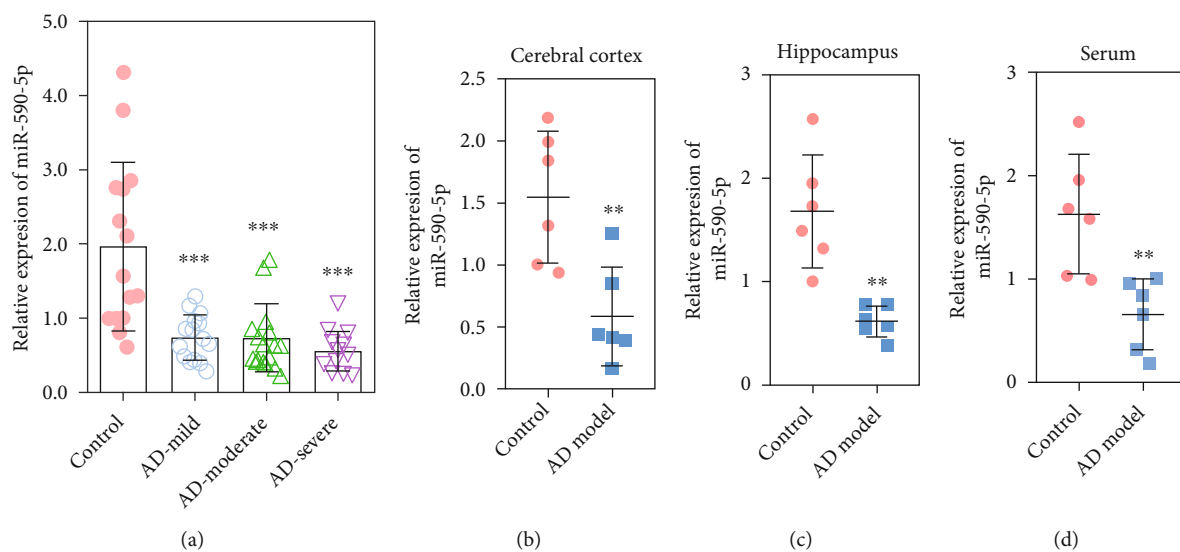 Relative expresion of miR-590-5p
5.0
4.0
3.0
2.0
1.0
0.0
***
***
***
Control
AD-mild
AD-moderate
AD-severe
(a)
Cerebral cortex
Relative expresion of
miR-590-5p
2.5
2.0
1.5
1.0
0.5
0.0
**
Control
AD model
(b)
Hippocampus
Relative expresion of
miR-590-5p
3
2
1
0
**
Control
AD model
(c)
Serum
Relative expresion of
miR-590-5p
3
2
1
0
**
Control
AD model
(d)